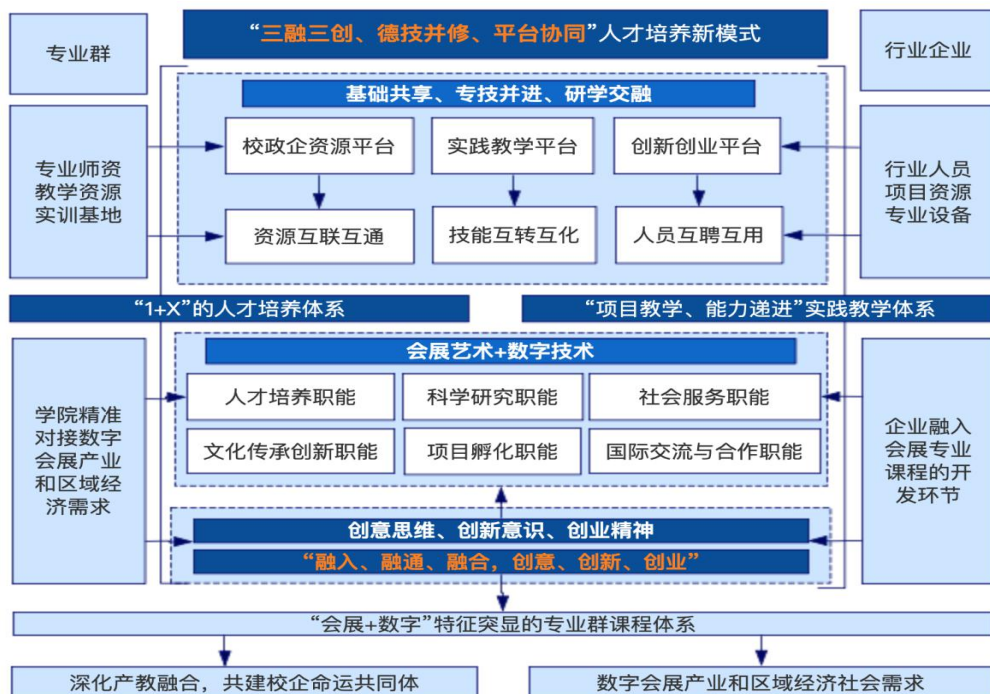 “三融三创、德技并修、平台协同”人才培养新模式
专业群
行业企业
基础共享、专技并进、研学交融
校政企资源平台
实践教学平台
创新创业平台
专业师资
教学资源
实训基地
行业人员
项目资源
专业设备
资源互联互通
技能互转互化
人员互聘互用
“1+X”的人才培养体系
“项目教学、能力递进”实践教学体系
会展艺术+数字技术
人才培养职能
科学研究职能
社会服务职能
文化传承创新职能
项目孵化职能
国际交流与合作职能
学院精准
对接数字
会展产业
和区域经
济需求
企业融入
会展专业
课程的开
发环节
创意思维、创新意识、创业精神
“融入、融通、融合，创意、创新、创业”
“会展+数字”特征突显的专业群课程体系
深化产教融合，共建校企命运共同体
数字会展产业和区域经济社会需求